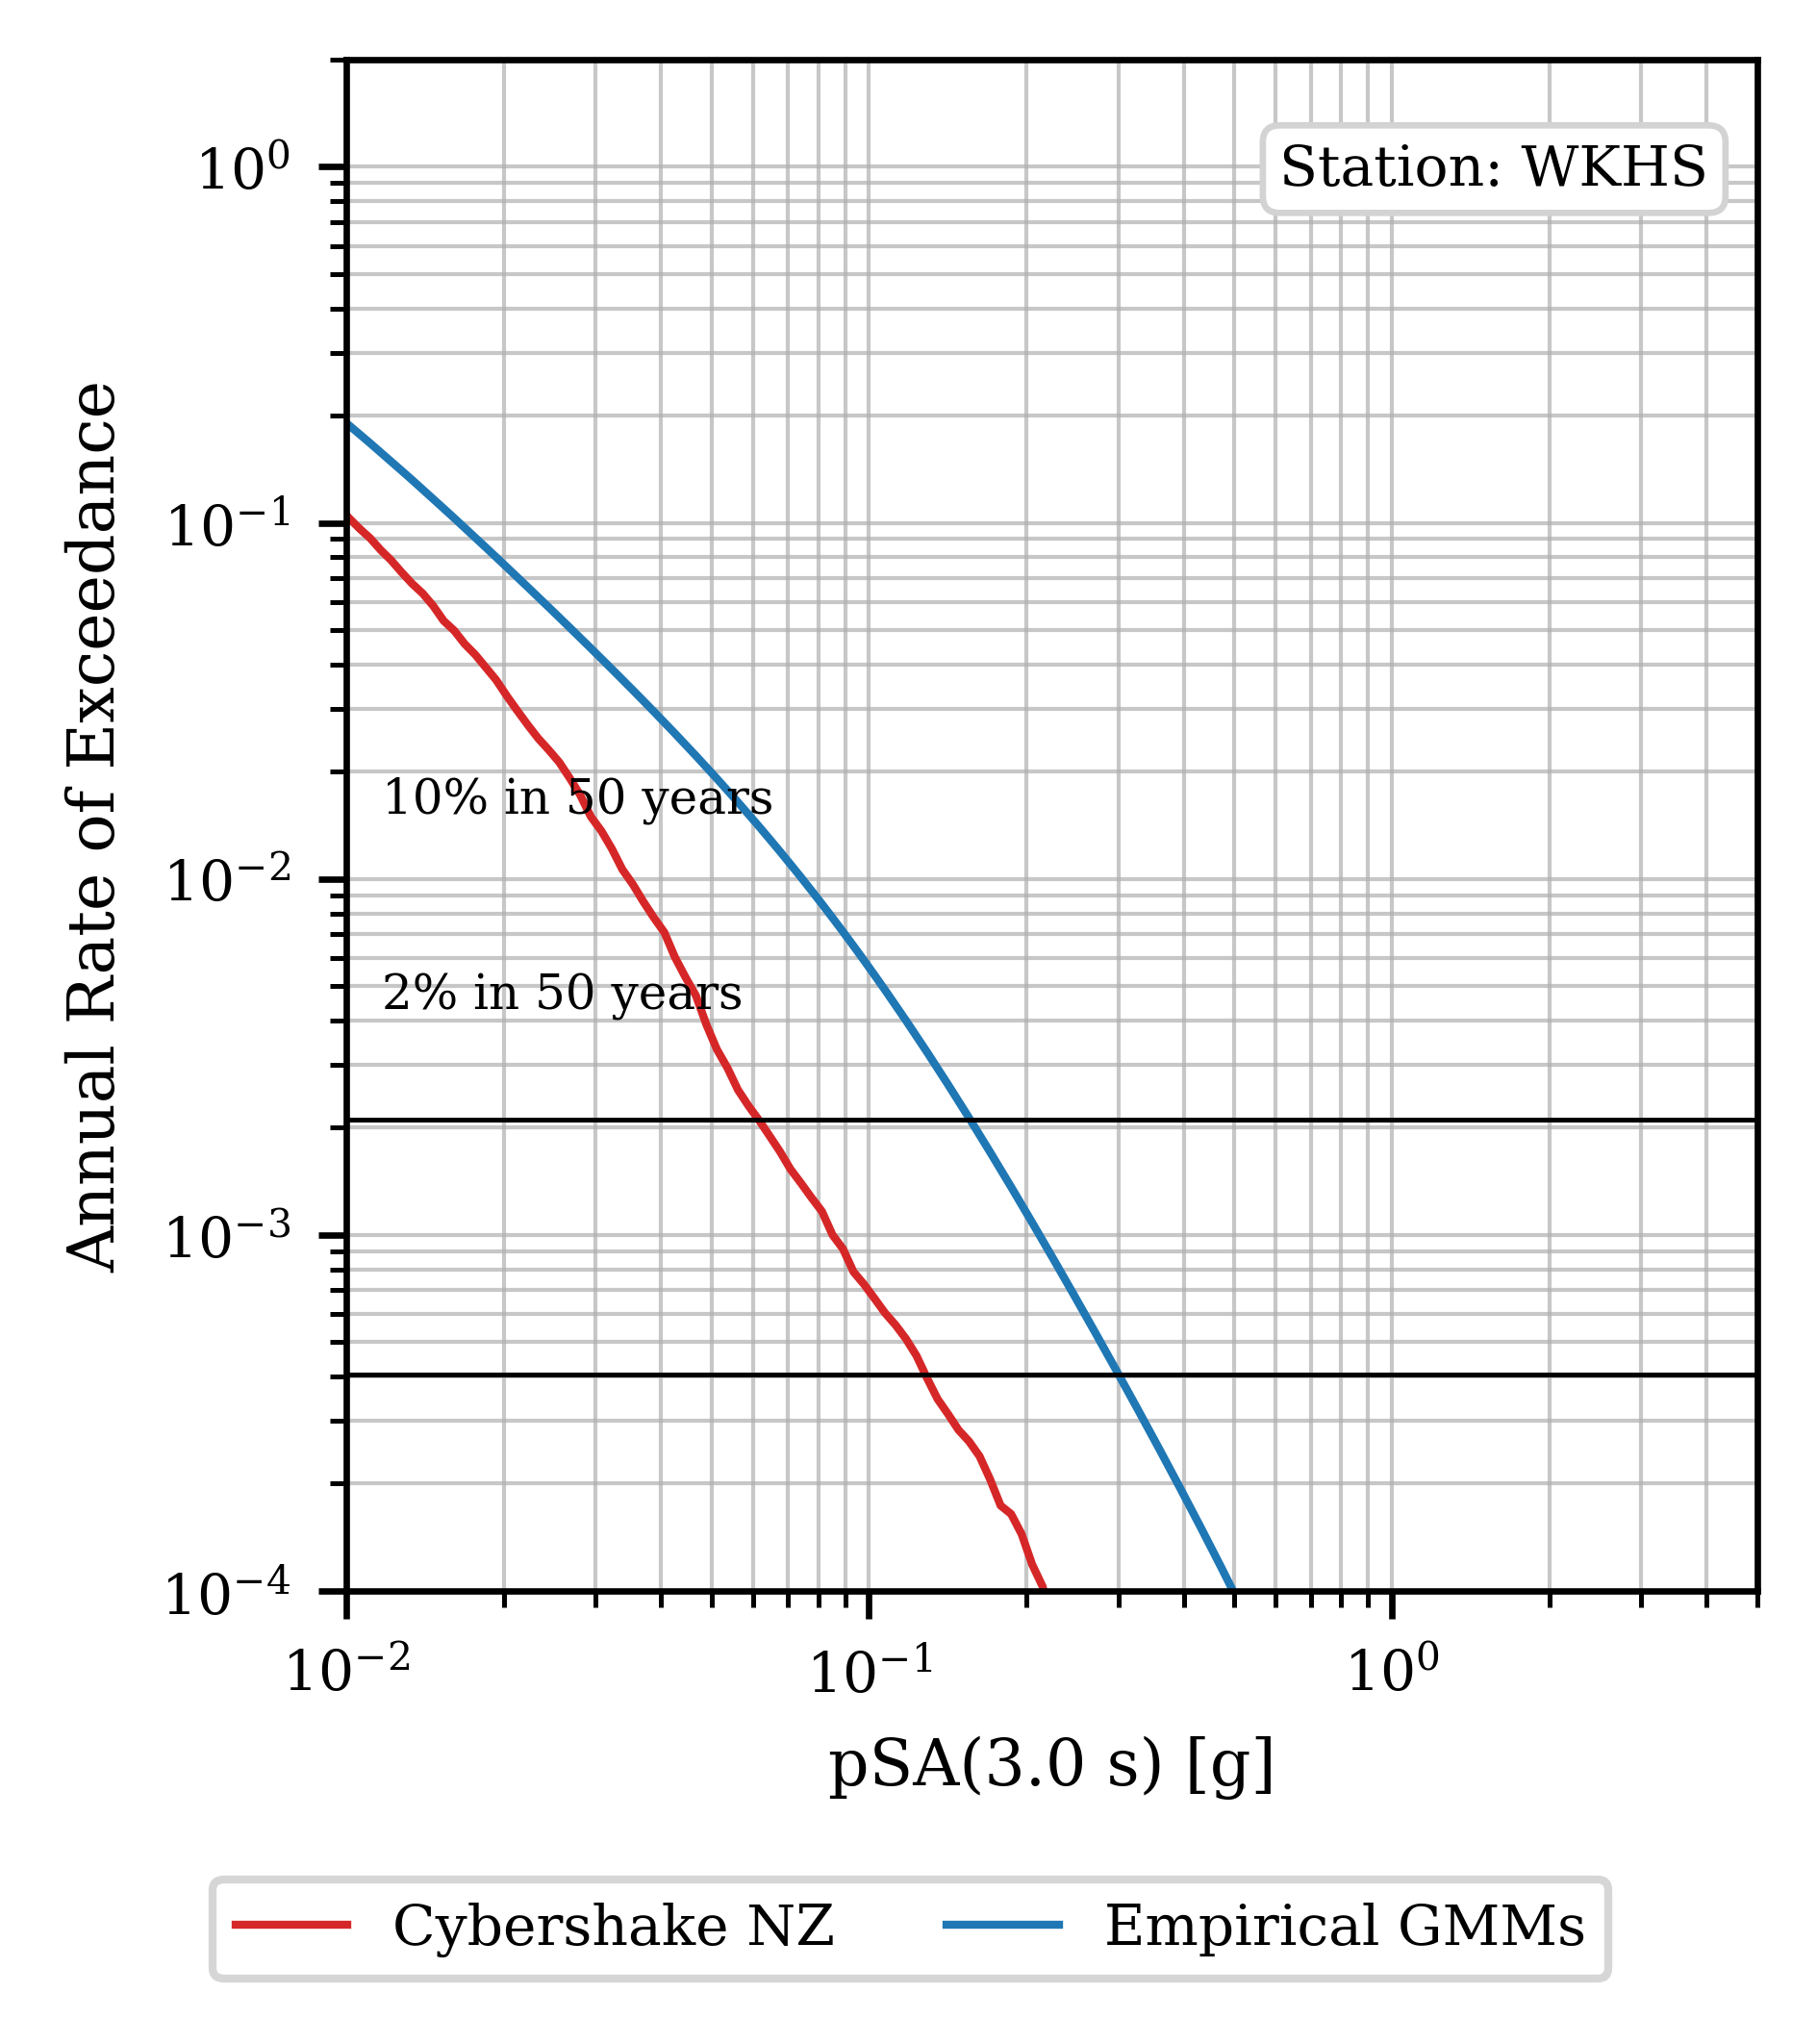 Station: WKHS
Annual Rate of Exceedance
10⁰
10⁻¹
10⁻²
10⁻³
10⁻⁴
10% in 50 years
2% in 50 years
10⁻²
10⁻¹
10⁰
pSA(3.0 s) [g]
Cybershake NZ
Empirical GMMs